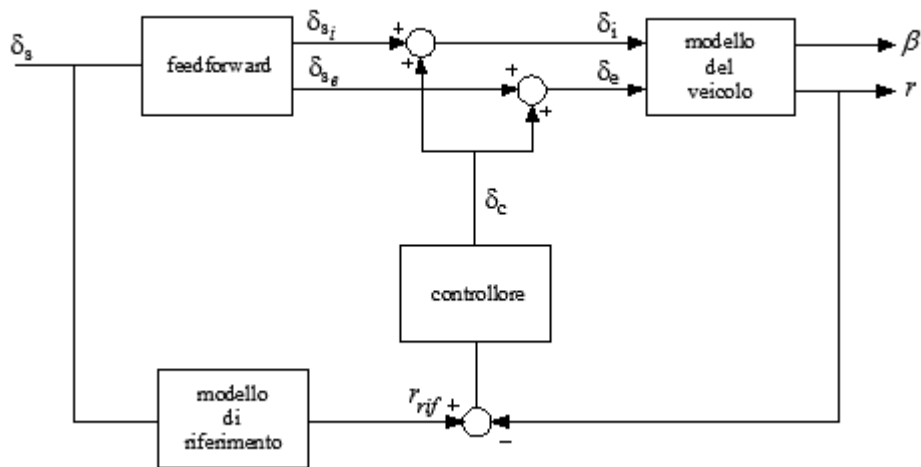 δs
feedforward
δsi
+
+
δi
δse
+
+
δe
modello
del
veicolo
β
r
δc
controllore
modello
di
riferimento
rrif
+
−